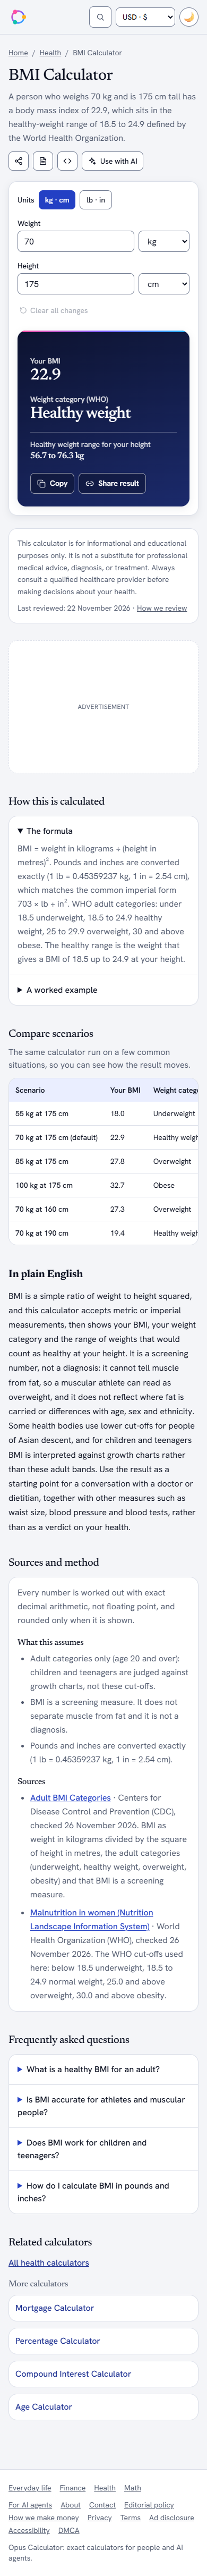 USD · $
Home / Health / BMI Calculator
BMI Calculator
A person who weighs 70 kg and is 175 cm tall has
a body mass index of 22.9, which sits in the
healthy-weight range of 18.5 to 24.9 defined by
the World Health Organization.
Use with AI
Units kg · cm lb · in
Weight
70 kg
Height
175 cm
Clear all changes
Your BMI
22.9
Weight category (WHO)
Healthy weight
Healthy weight range for your height
56.7 to 76.3 kg
Copy Share result
This calculator is for informational and educational
purposes only. It is not a substitute for professional
medical advice, diagnosis, or treatment. Always
consult a qualified healthcare provider before
making decisions about your health.
Last reviewed: 22 November 2026 · How we review
ADVERTISEMENT
How this is calculated
The formula
BMI = weight in kilograms ÷ (height in
metres)². Pounds and inches are converted
exactly (1 lb = 0.45359237 kg, 1 in = 2.54 cm),
which matches the common imperial form
703 × lb ÷ in². WHO adult categories: under
18.5 underweight, 18.5 to 24.9 healthy
weight, 25 to 29.9 overweight, 30 and above
obese. The healthy range is the weight that
gives a BMI of 18.5 up to 24.9 at your height.
A worked example
Compare scenarios
The same calculator run on a few common
situations, so you can see how the result moves.
Scenario Your BMI Weight catego
55 kg at 175 cm 18.0 Underweight
70 kg at 175 cm (default) 22.9 Healthy weigh
85 kg at 175 cm 27.8 Overweight
100 kg at 175 cm 32.7 Obese
70 kg at 160 cm 27.3 Overweight
70 kg at 190 cm 19.4 Healthy weigh
In plain English
BMI is a simple ratio of weight to height squared,
and this calculator accepts metric or imperial
measurements, then shows your BMI, your weight
category and the range of weights that would
count as healthy at your height. It is a screening
number, not a diagnosis: it cannot tell muscle
from fat, so a muscular athlete can read as
overweight, and it does not reflect where fat is
carried or differences with age, sex and ethnicity.
Some health bodies use lower cut-offs for people
of Asian descent, and for children and teenagers
BMI is interpreted against growth charts rather
than these adult bands. Use the result as a
starting point for a conversation with a doctor or
dietitian, together with other measures such as
waist size, blood pressure and blood tests, rather
than as a verdict on your health.
Sources and method
Every number is worked out with exact
decimal arithmetic, not floating point, and
rounded only when it is shown.
What this assumes
• Adult categories only (age 20 and over):
children and teenagers are judged against
growth charts, not these cut-offs.
• BMI is a screening measure. It does not
separate muscle from fat and it is not a
diagnosis.
• Pounds and inches are converted exactly
(1 lb = 0.45359237 kg, 1 in = 2.54 cm).
Sources
• Adult BMI Categories · Centers for
Disease Control and Prevention (CDC),
checked 26 November 2026. BMI as
weight in kilograms divided by the square
of height in metres, the adult categories
(underweight, healthy weight, overweight,
obesity) and that BMI is a screening
measure.
• Malnutrition in women (Nutrition
Landscape Information System) · World
Health Organization (WHO), checked 26
November 2026. The WHO cut-offs used
here: below 18.5 underweight, 18.5 to
24.9 normal weight, 25.0 and above
overweight, 30.0 and above obesity.
Frequently asked questions
What is a healthy BMI for an adult?
Is BMI accurate for athletes and muscular
people?
Does BMI work for children and
teenagers?
How do I calculate BMI in pounds and
inches?
Related calculators
All health calculators
More calculators
Mortgage Calculator
Percentage Calculator
Compound Interest Calculator
Age Calculator
Everyday life Finance Health Math
For AI agents About Contact Editorial policy
How we make money Privacy Terms Ad disclosure
Accessibility DMCA
Opus Calculator: exact calculators for people and AI
agents.